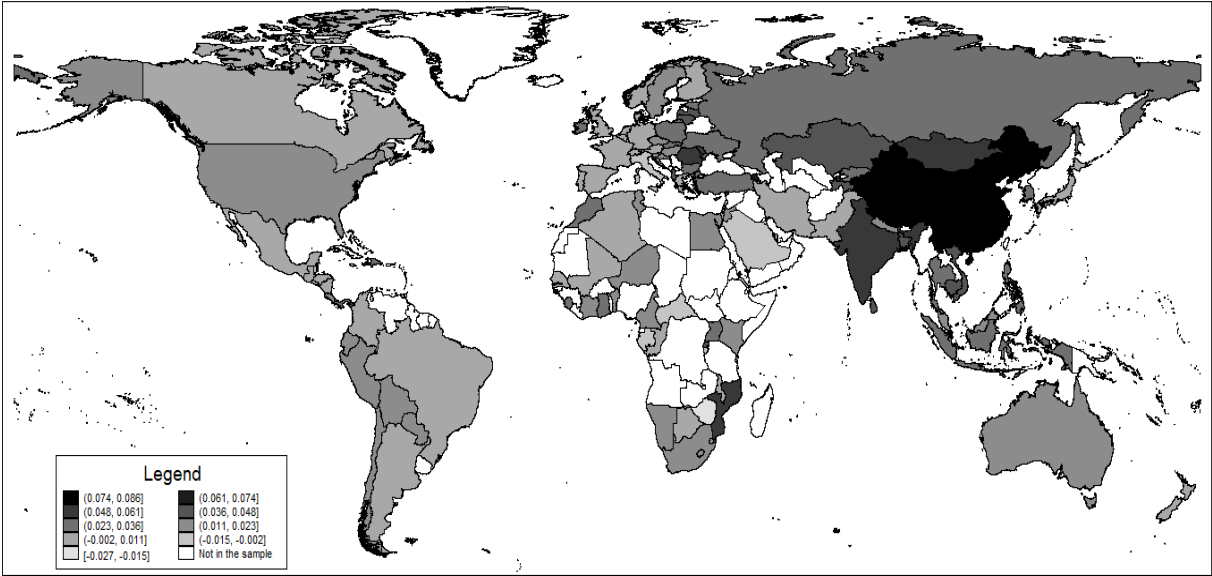 Legend
(0.074, 0.086] (0.061, 0.074]
(0.048, 0.061] (0.036, 0.048]
(0.023, 0.036] (0.011, 0.023]
(-0.002, 0.011] (-0.015, -0.002]
[-0.027, -0.015] Not in the sample